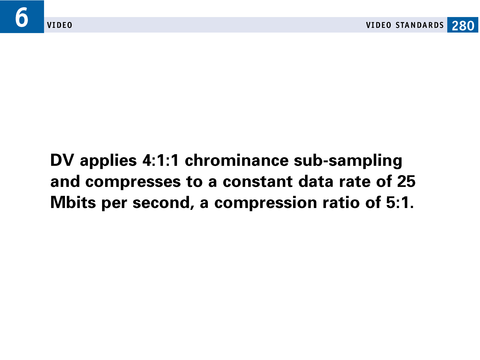 6
VIDEO
VIDEO STANDARDS 280
DV applies 4:1:1 chrominance sub-sampling
and compresses to a constant data rate of 25
Mbits per second, a compression ratio of 5:1.